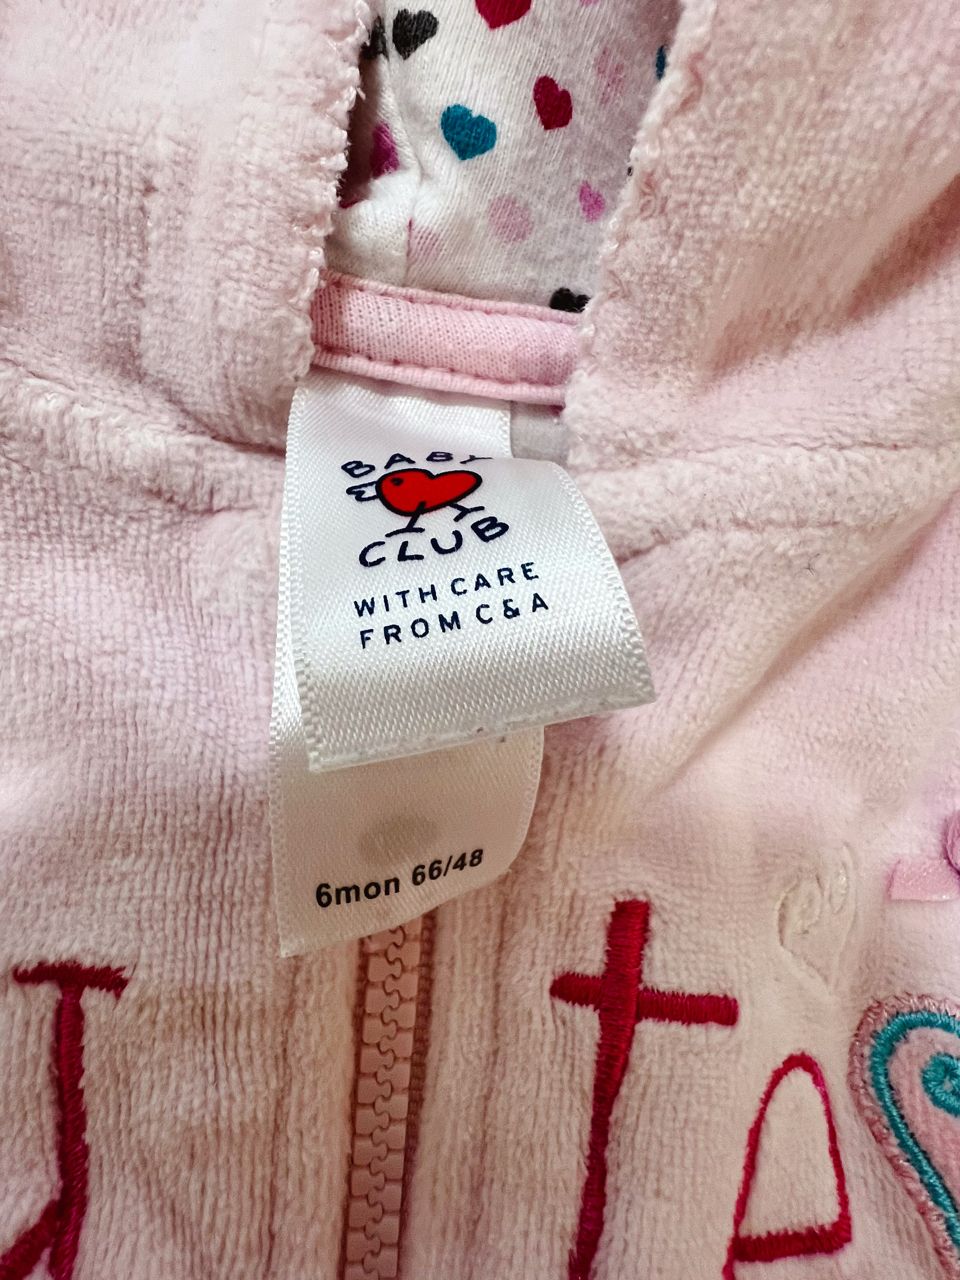 BABY
CLUB
WITH CARE
FROM C&A
6mon 66/48